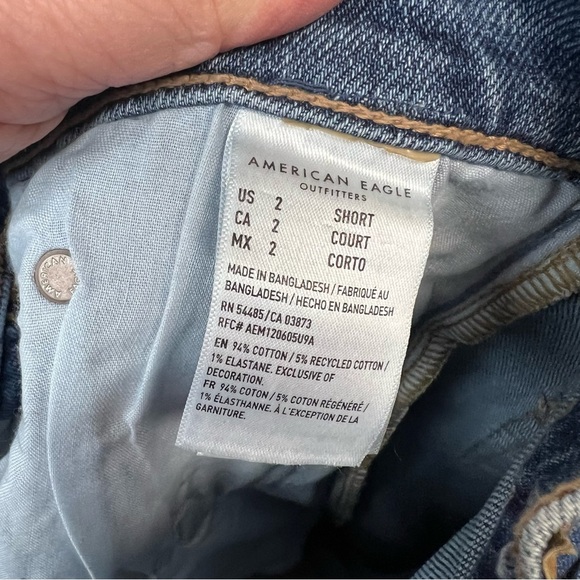 AMERICAN EAGLE
OUTFITTERS
US 2 SHORT
CA 2 COURT
MX 2 CORTO
MADE IN BANGLADESH / FABRIQUÉ AU
BANGLADESH / HECHO EN BANGLADESH
RN 54485 / CA 03873
RFC# AEM120605U9A
EN 94% COTTON / 5% RECYCLED COTTON /
1% ELASTANE. EXCLUSIVE OF
DECORATION.
FR 94% COTON / 5% COTON RÉGÉNÉRÉ /
1% ÉLASTHANNE. À L'EXCEPTION DE LA
GARNITURE.
AMERICAN